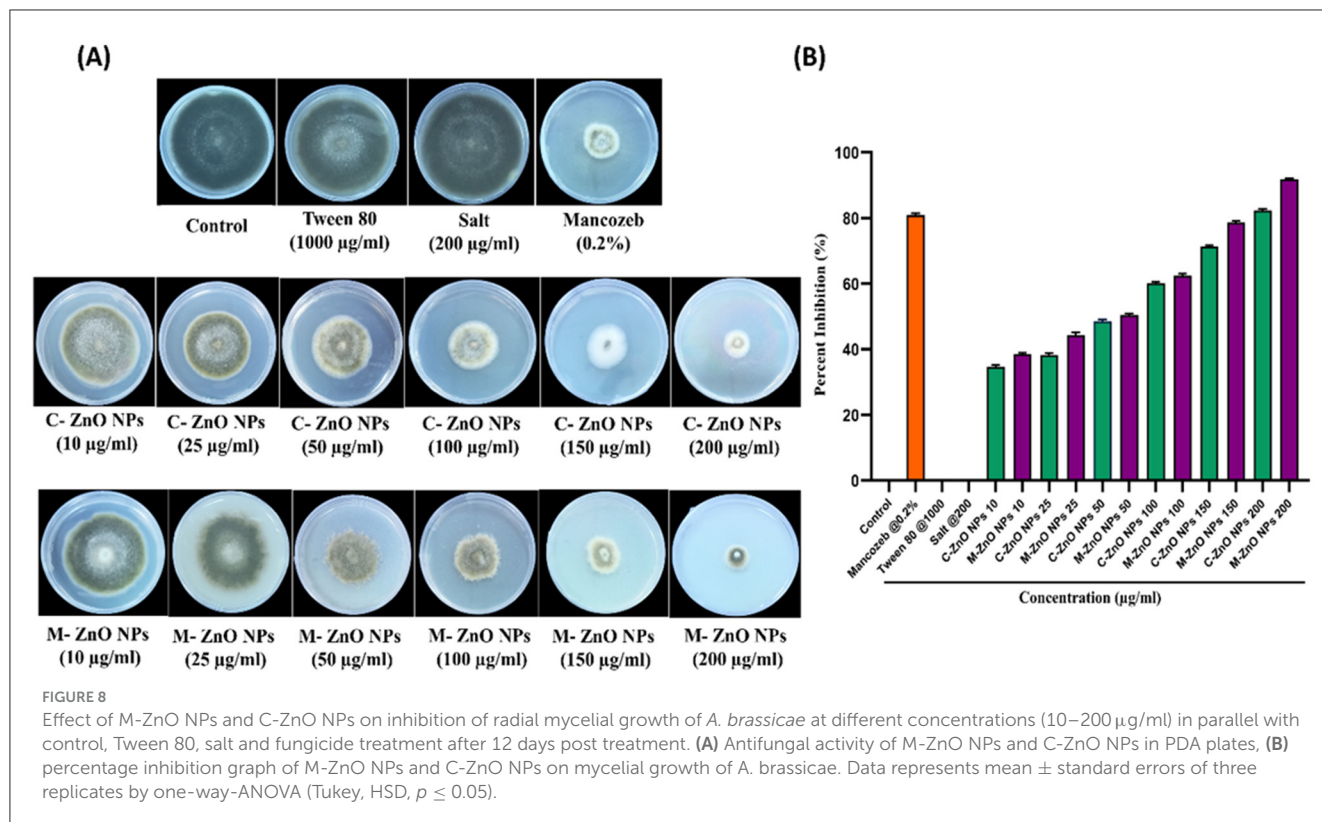 (A)
Control
Tween 80
(1000 µg/ml)
Salt
(200 µg/ml)
Mancozeb
(0.2%)
C- ZnO NPs
(10 µg/ml)
C- ZnO NPs
(25 µg/ml)
C- ZnO NPs
(50 µg/ml)
C- ZnO NPs
(100 µg/ml)
C- ZnO NPs
(150 µg/ml)
C- ZnO NPs
(200 µg/ml)
M- ZnO NPs
(10 µg/ml)
M- ZnO NPs
(25 µg/ml)
M- ZnO NPs
(50 µg/ml)
M- ZnO NPs
(100 µg/ml)
M- ZnO NPs
(150 µg/ml)
M- ZnO NPs
(200 µg/ml)
(B)
Percent Inhibition (%)
100
80
60
40
20
0
Control
Mancozeb @0.2%
Tween 80 @1000
Salt @200
C-ZnO NPs 10
M-ZnO NPs 10
C-ZnO NPs 25
M-ZnO NPs 25
C-ZnO NPs 50
M-ZnO NPs 50
C-ZnO NPs 100
M-ZnO NPs 100
C-ZnO NPs 150
M-ZnO NPs 150
C-ZnO NPs 200
M-ZnO NPs 200
Concentration (µg/ml)
FIGURE 8
Effect of M-ZnO NPs and C-ZnO NPs on inhibition of radial mycelial growth of A. brassicae at different concentrations (10–200 µg/ml) in parallel with
control, Tween 80, salt and fungicide treatment after 12 days post treatment. (A) Antifungal activity of M-ZnO NPs and C-ZnO NPs in PDA plates, (B)
percentage inhibition graph of M-ZnO NPs and C-ZnO NPs on mycelial growth of A. brassicae. Data represents mean ± standard errors of three
replicates by one-way-ANOVA (Tukey, HSD, p ≤ 0.05).